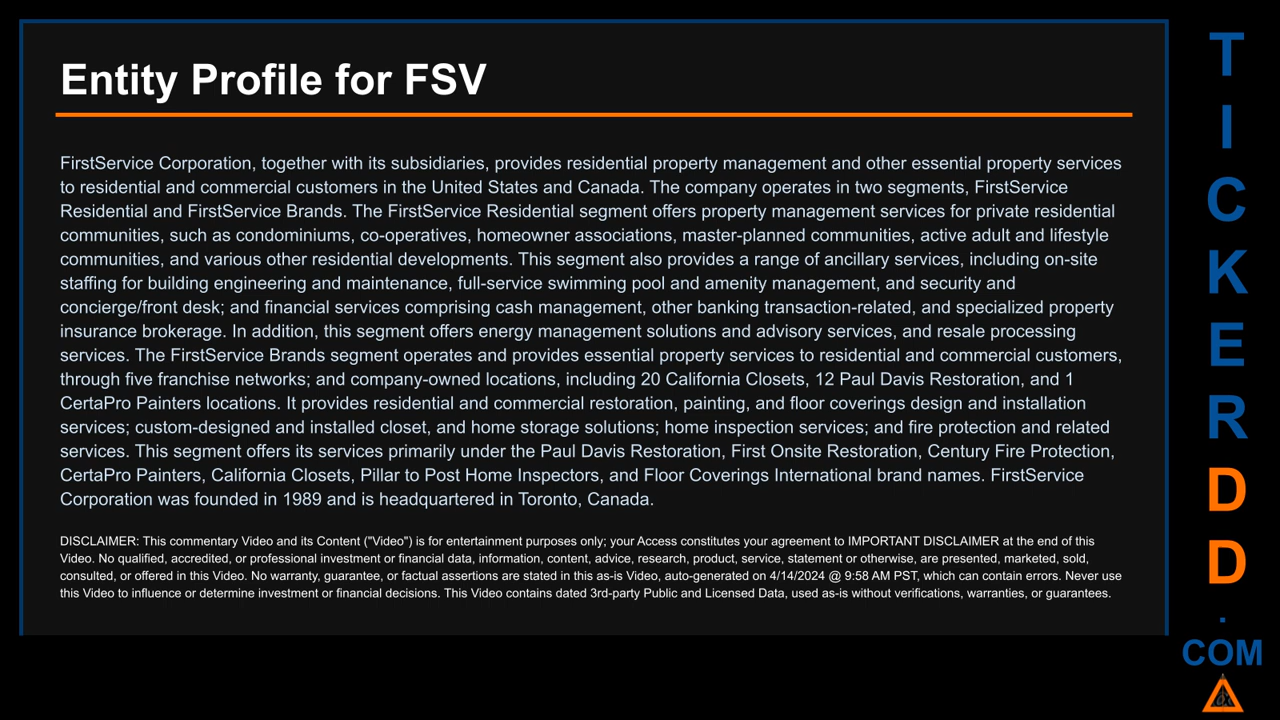 Entity Profile for FSV
FirstService Corporation, together with its subsidiaries, provides residential property management and other essential property services
to residential and commercial customers in the United States and Canada. The company operates in two segments, FirstService
Residential and FirstService Brands. The FirstService Residential segment offers property management services for private residential
communities, such as condominiums, co-operatives, homeowner associations, master-planned communities, active adult and lifestyle
communities, and various other residential developments. This segment also provides a range of ancillary services, including on-site
staffing for building engineering and maintenance, full-service swimming pool and amenity management, and security and
concierge/front desk; and financial services comprising cash management, other banking transaction-related, and specialized property
insurance brokerage. In addition, this segment offers energy management solutions and advisory services, and resale processing
services. The FirstService Brands segment operates and provides essential property services to residential and commercial customers,
through five franchise networks; and company-owned locations, including 20 California Closets, 12 Paul Davis Restoration, and 1
CertaPro Painters locations. It provides residential and commercial restoration, painting, and floor coverings design and installation
services; custom-designed and installed closet, and home storage solutions; home inspection services; and fire protection and related
services. This segment offers its services primarily under the Paul Davis Restoration, First Onsite Restoration, Century Fire Protection,
CertaPro Painters, California Closets, Pillar to Post Home Inspectors, and Floor Coverings International brand names. FirstService
Corporation was founded in 1989 and is headquartered in Toronto, Canada.
DISCLAIMER: This commentary Video and its Content ("Video") is for entertainment purposes only; your Access constitutes your agreement to IMPORTANT DISCLAIMER at the end of this
Video. No qualified, accredited, or professional investment or financial data, information, content, advice, research, product, service, statement or otherwise, are presented, marketed, sold,
consulted, or offered in this Video. No warranty, guarantee, or factual assertions are stated in this as-is Video, auto-generated on 4/14/2024 @ 9:58 AM PST, which can contain errors. Never use
this Video to influence or determine investment or financial decisions. This Video contains dated 3rd-party Public and Licensed Data, used as-is without verifications, warranties, or guarantees.
T
I
C
K
E
R
D
D
.
COM